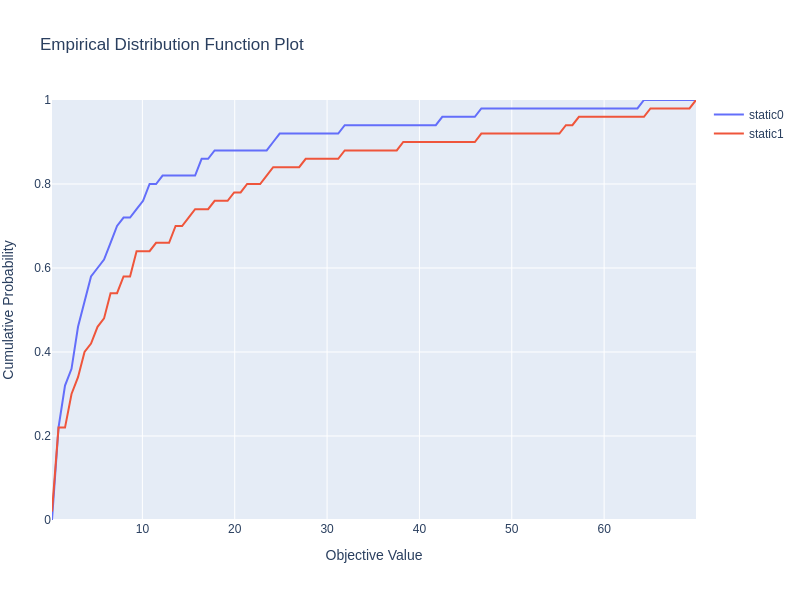 Empirical Distribution Function Plot
static0
static1
Cumulative Probability
1
0.8
0.6
0.4
0.2
0
10
20
30
40
50
60
Objective Value